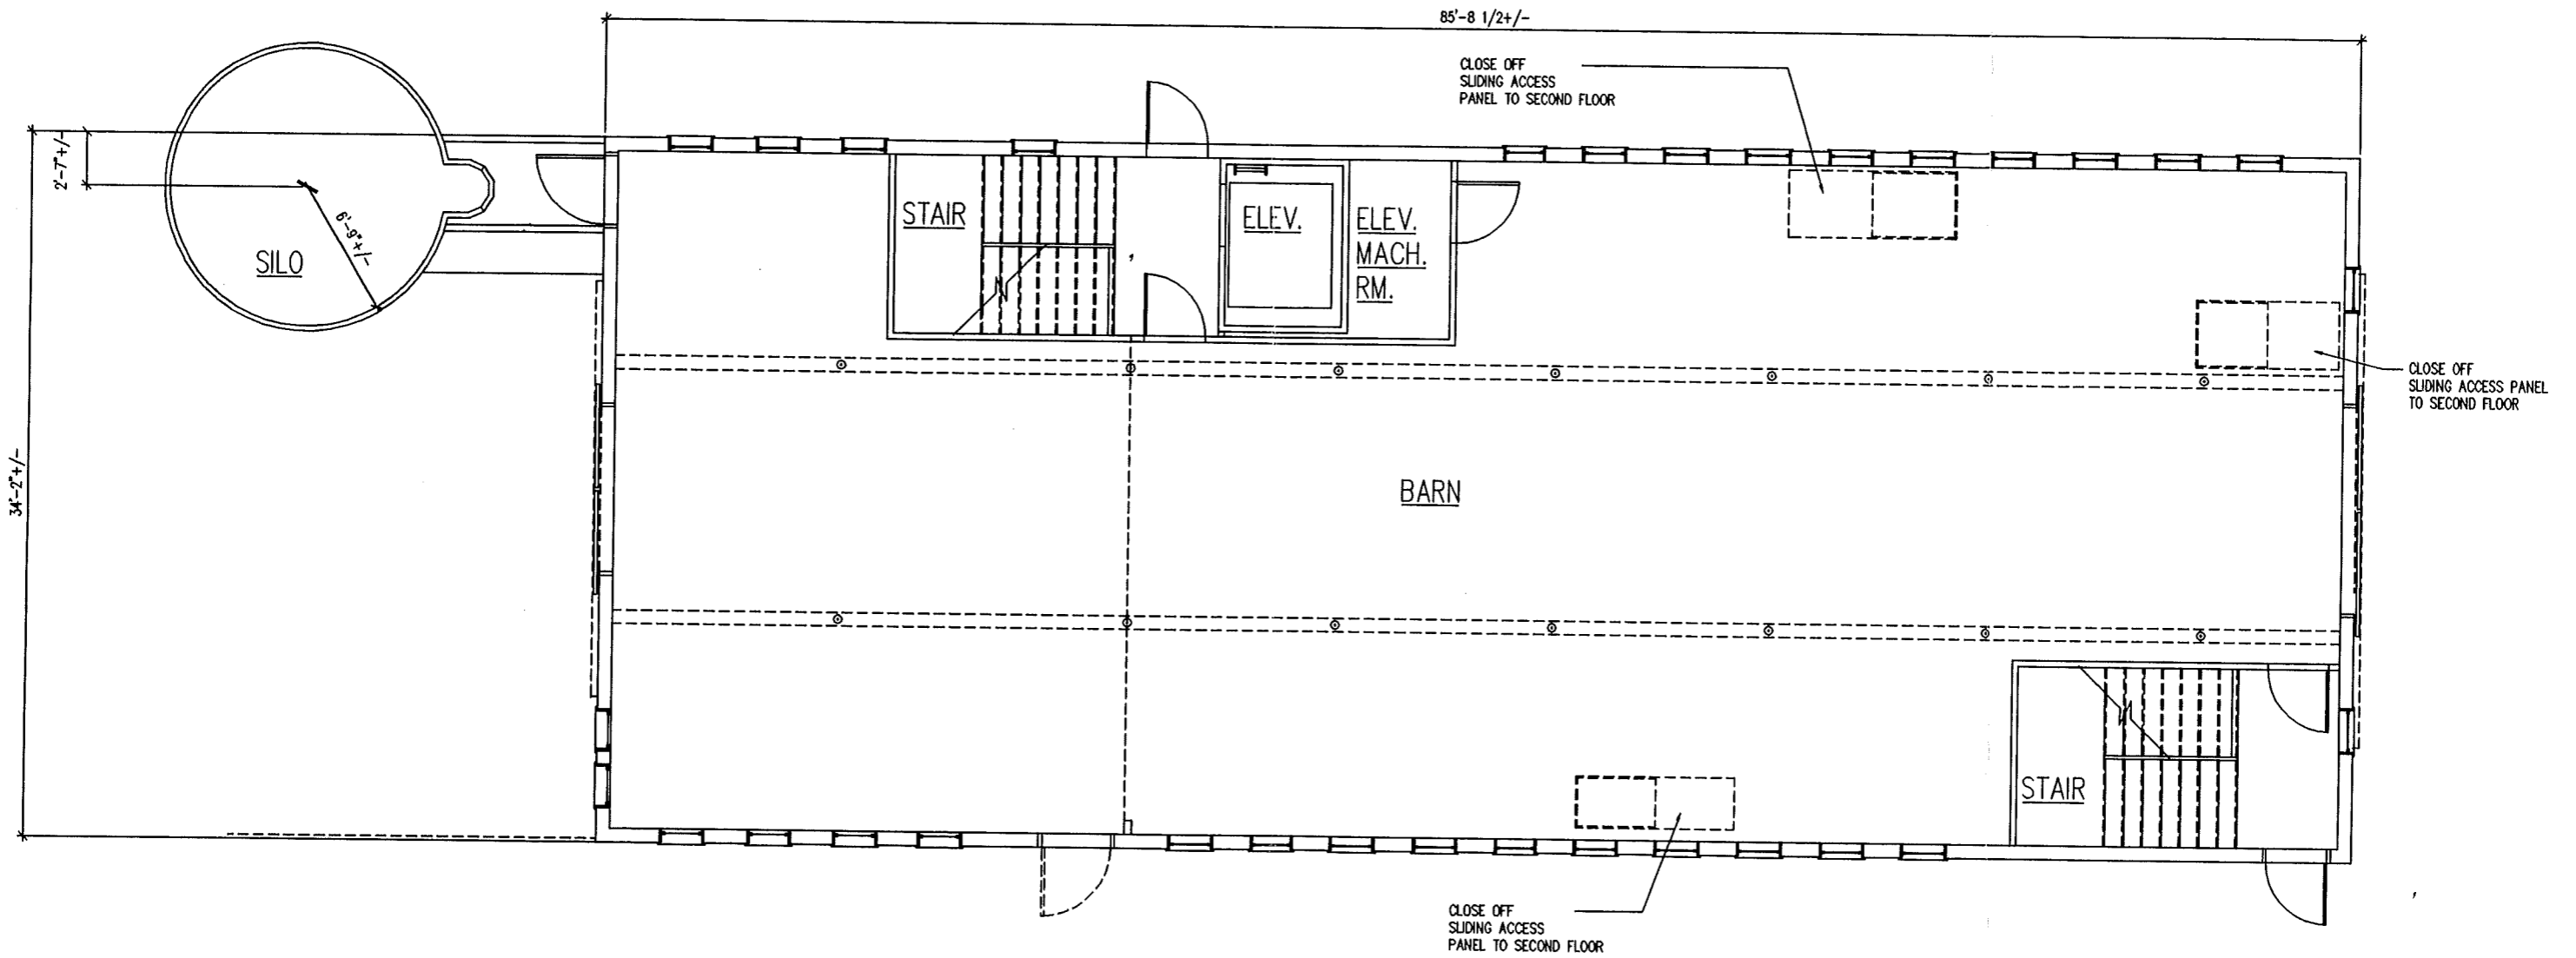 85'-8 1/2+/-
CLOSE OFF
SLIDING ACCESS
PANEL TO SECOND FLOOR
2'-7"+/-
6'-9"+/-
SILO
STAIR
ELEV.
ELEV.
MACH.
RM.
CLOSE OFF
SLIDING ACCESS PANEL
TO SECOND FLOOR
34'-2"+/-
BARN
STAIR
CLOSE OFF
SLIDING ACCESS
PANEL TO SECOND FLOOR